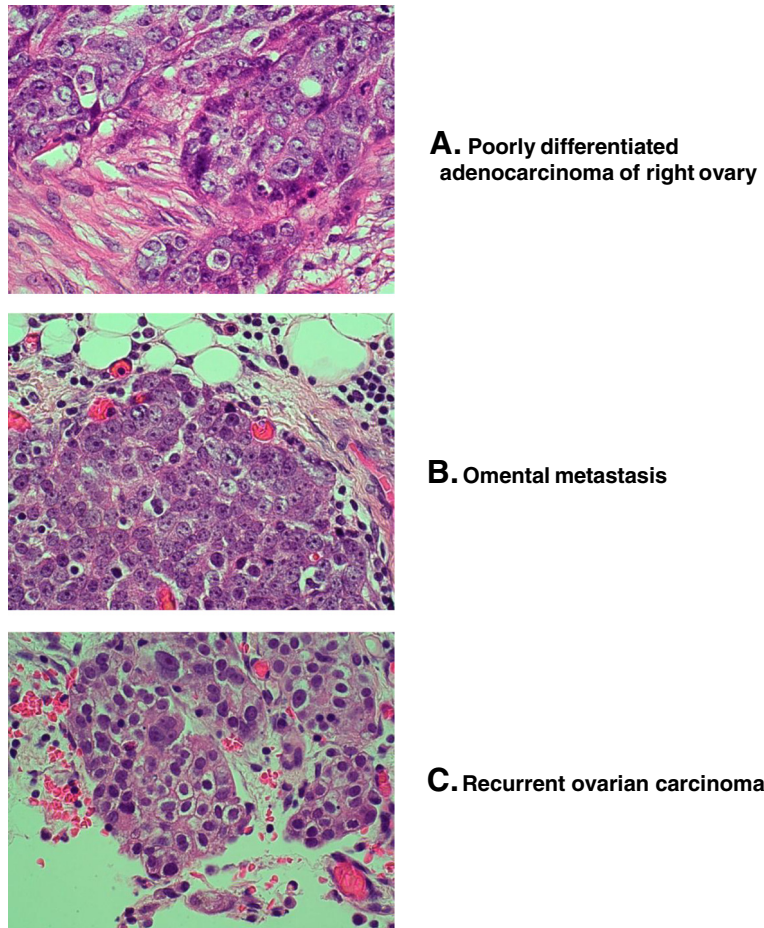 A. Poorly differentiated
adenocarcinoma of right ovary
B. Omental metastasis
C. Recurrent ovarian carcinoma